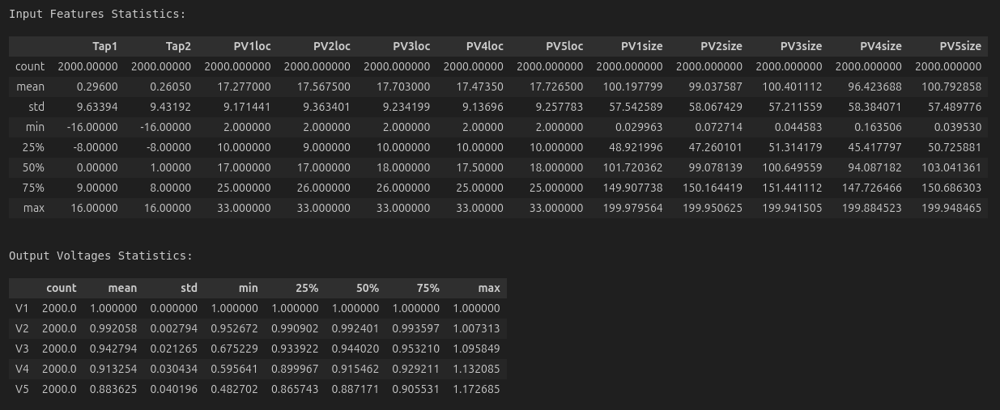 Input Features Statistics:
Tap1 Tap2 PV1loc PV2loc PV3loc PV4loc PV5loc PV1size PV2size PV3size PV4size PV5size
count 2000.00000 2000.00000 2000.000000 2000.000000 2000.000000 2000.00000 2000.000000 2000.000000 2000.000000 2000.000000 2000.000000 2000.000000
mean 0.29600 0.26050 17.277000 17.567500 17.703000 17.47350 17.726500 100.197799 99.037587 100.401112 96.423688 100.792858
std 9.63394 9.43192 9.171441 9.363401 9.234199 9.13696 9.257783 57.542589 58.067429 57.211559 58.384071 57.489776
min -16.00000 -16.00000 2.000000 2.000000 2.000000 2.00000 2.000000 0.029963 0.072714 0.044583 0.163506 0.039530
25% -8.00000 -8.00000 10.000000 9.000000 10.000000 10.00000 10.000000 48.921996 47.260101 51.314179 45.417797 50.725881
50% 0.00000 1.00000 17.000000 17.000000 18.000000 17.50000 18.000000 101.720362 99.078139 100.649559 94.087182 103.041361
75% 9.00000 8.00000 25.000000 26.000000 26.000000 25.00000 25.000000 149.907738 150.164419 151.441112 147.726466 150.686303
max 16.00000 16.00000 33.000000 33.000000 33.000000 33.00000 33.000000 199.979564 199.950625 199.941505 199.884523 199.948465
Output Voltages Statistics:
count mean std min 25% 50% 75% max
V1 2000.0 1.000000 0.000000 1.000000 1.000000 1.000000 1.000000 1.000000
V2 2000.0 0.992058 0.002794 0.952672 0.990902 0.992401 0.993597 1.007313
V3 2000.0 0.942794 0.021265 0.675229 0.933922 0.944020 0.953210 1.095849
V4 2000.0 0.913254 0.030434 0.595641 0.899967 0.915462 0.929211 1.132085
V5 2000.0 0.883625 0.040196 0.482702 0.865743 0.887171 0.905531 1.172685